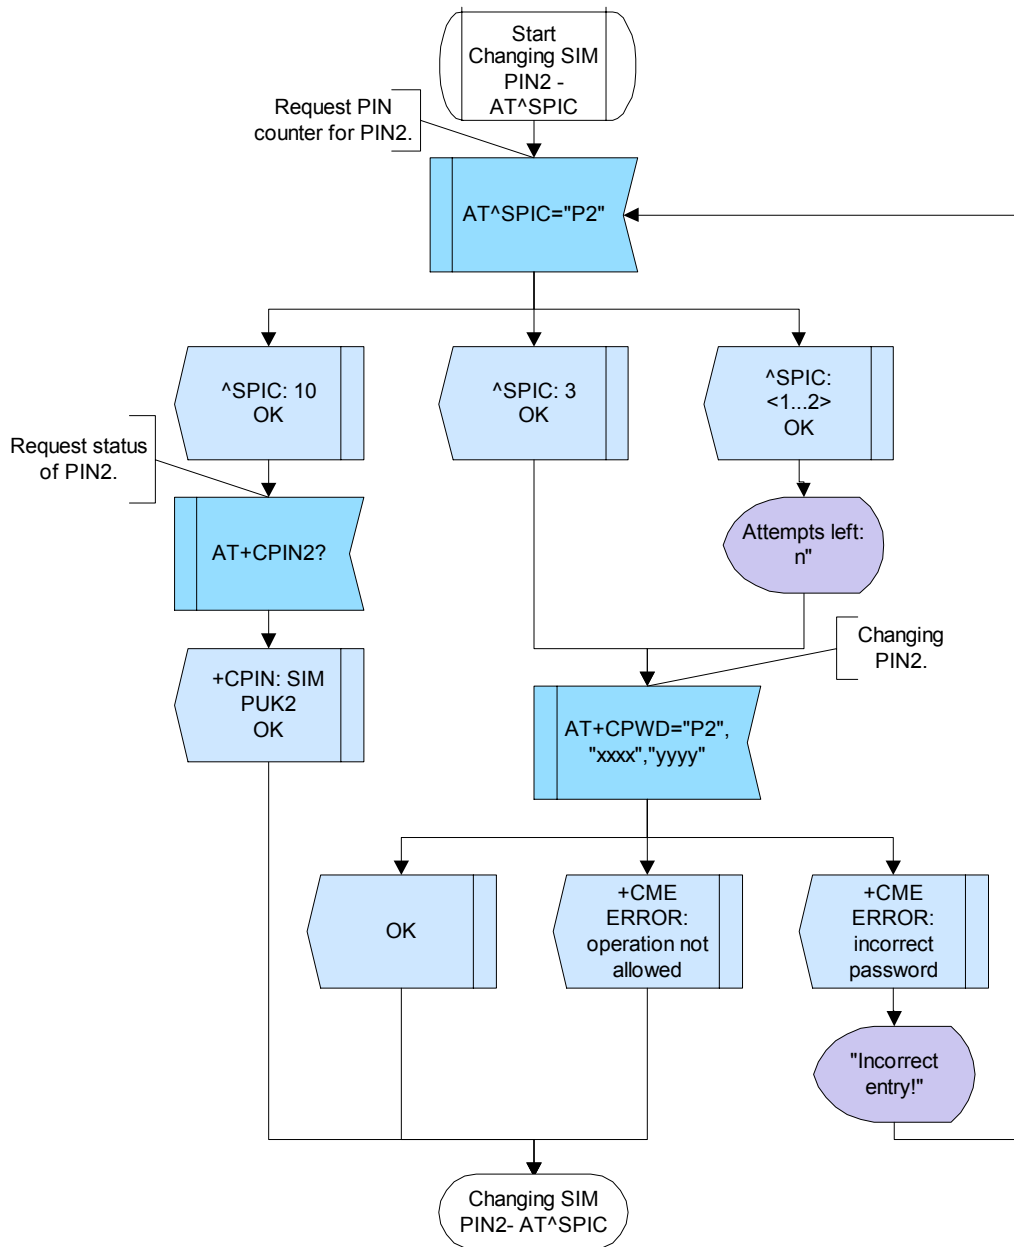 Start
Changing SIM
PIN2 -
AT^SPIC
Request PIN
counter for PIN2.
AT^SPIC="P2"
^SPIC: 10
OK
^SPIC: 3
OK
^SPIC:
<1...2>
OK
Request status
of PIN2.
AT+CPIN2?
Attempts left:
n"
Changing
PIN2.
+CPIN: SIM
PUK2
OK
AT+CPWD="P2",
"xxxx","yyyy"
OK
+CME
ERROR:
operation not
allowed
+CME
ERROR:
incorrect
password
"Incorrect
entry!"
Changing SIM
PIN2- AT^SPIC